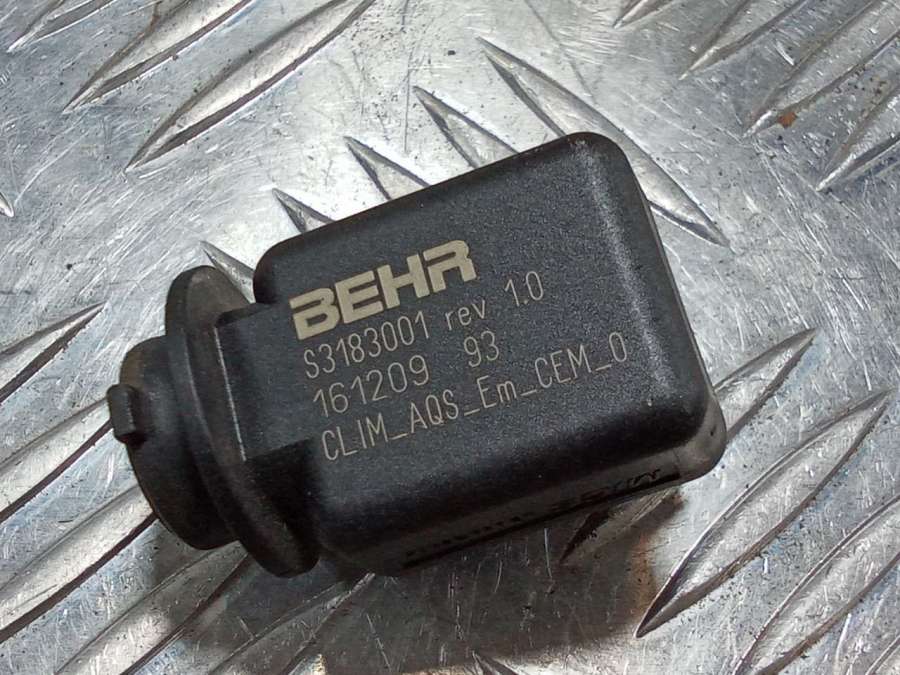 BEHR
S3183001 rev 1.0
161209 93
CLIM_AQS_Em_CEM_0